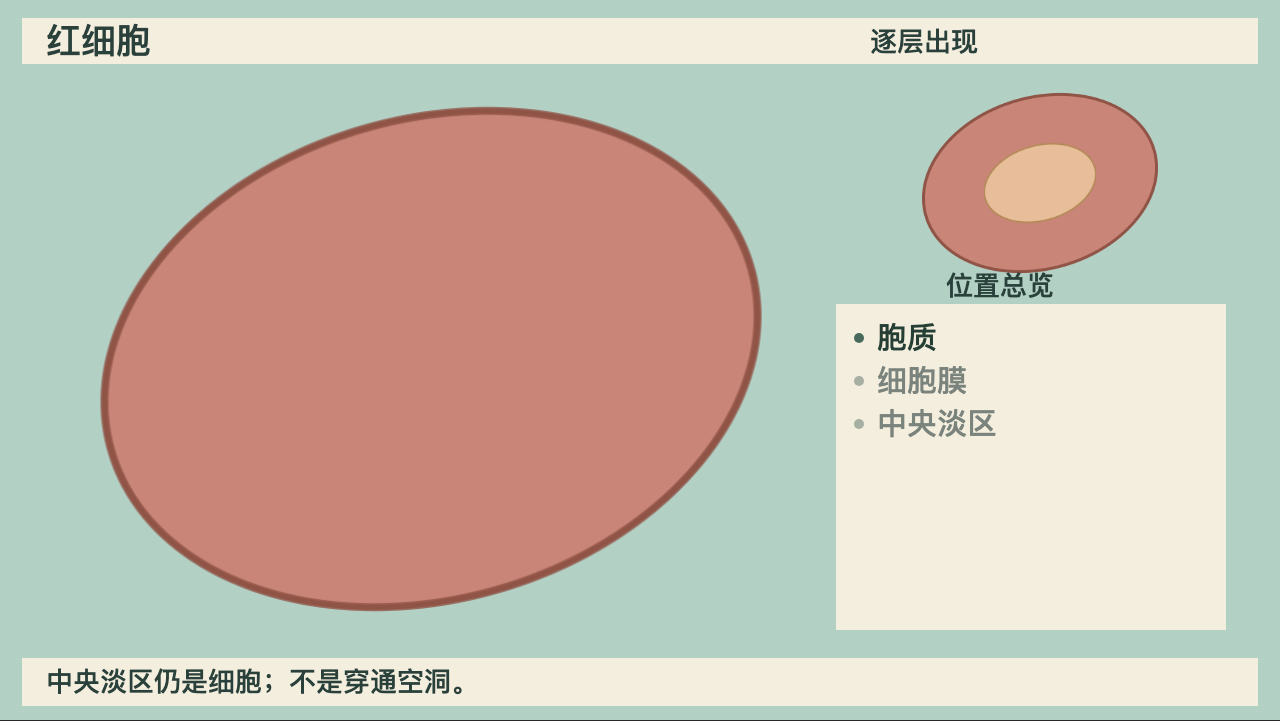 红细胞
逐层出现
位置总览
胞质
细胞膜
中央淡区
中央淡区仍是细胞；不是穿通空洞。